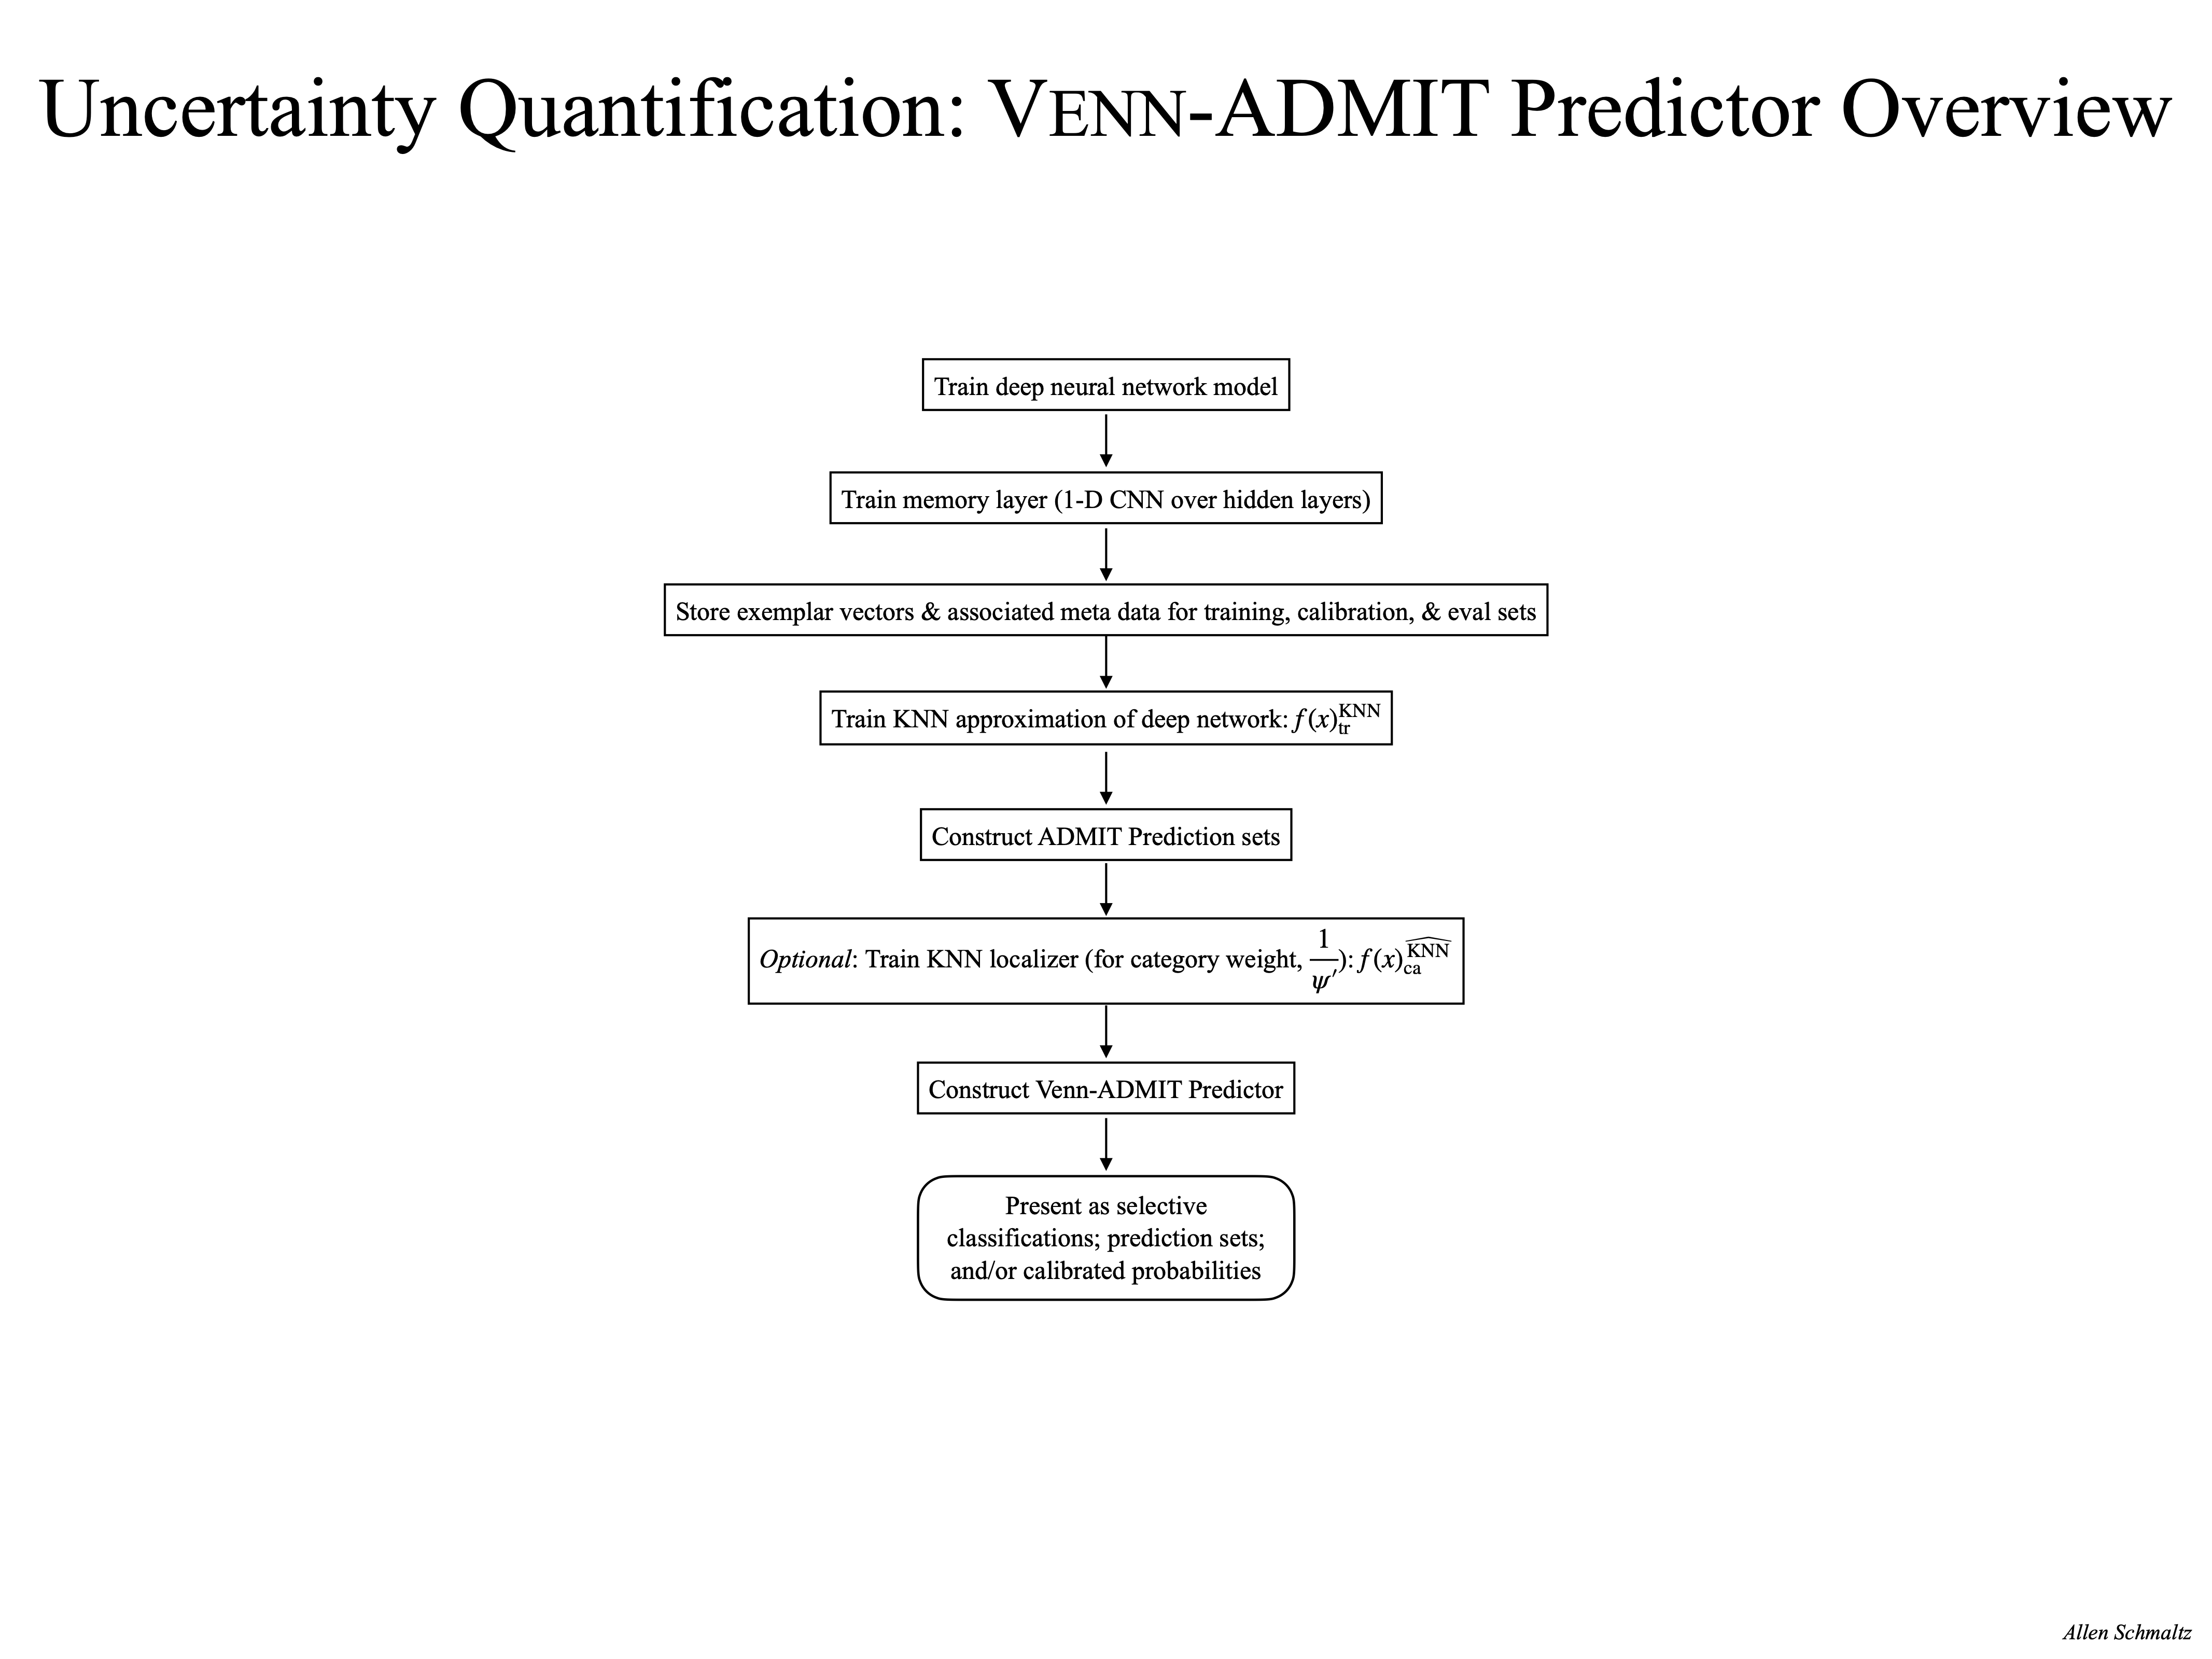 Uncertainty Quantification: VENN-ADMIT Predictor Overview
Train deep neural network model
Train memory layer (1-D CNN over hidden layers)
Store exemplar vectors & associated meta data for training, calibration, & eval sets
Train KNN approximation of deep network: $f(x)_{\text{tr}}^{\text{KNN}}$
Construct ADMIT Prediction sets
Optional: Train KNN localizer (for category weight, $\frac{1}{\psi'}$): $f(x)_{\text{ca}}^{\widehat{\text{KNN}}}$
Construct Venn-ADMIT Predictor
Present as selective
classifications; prediction sets;
and/or calibrated probabilities
Allen Schmaltz